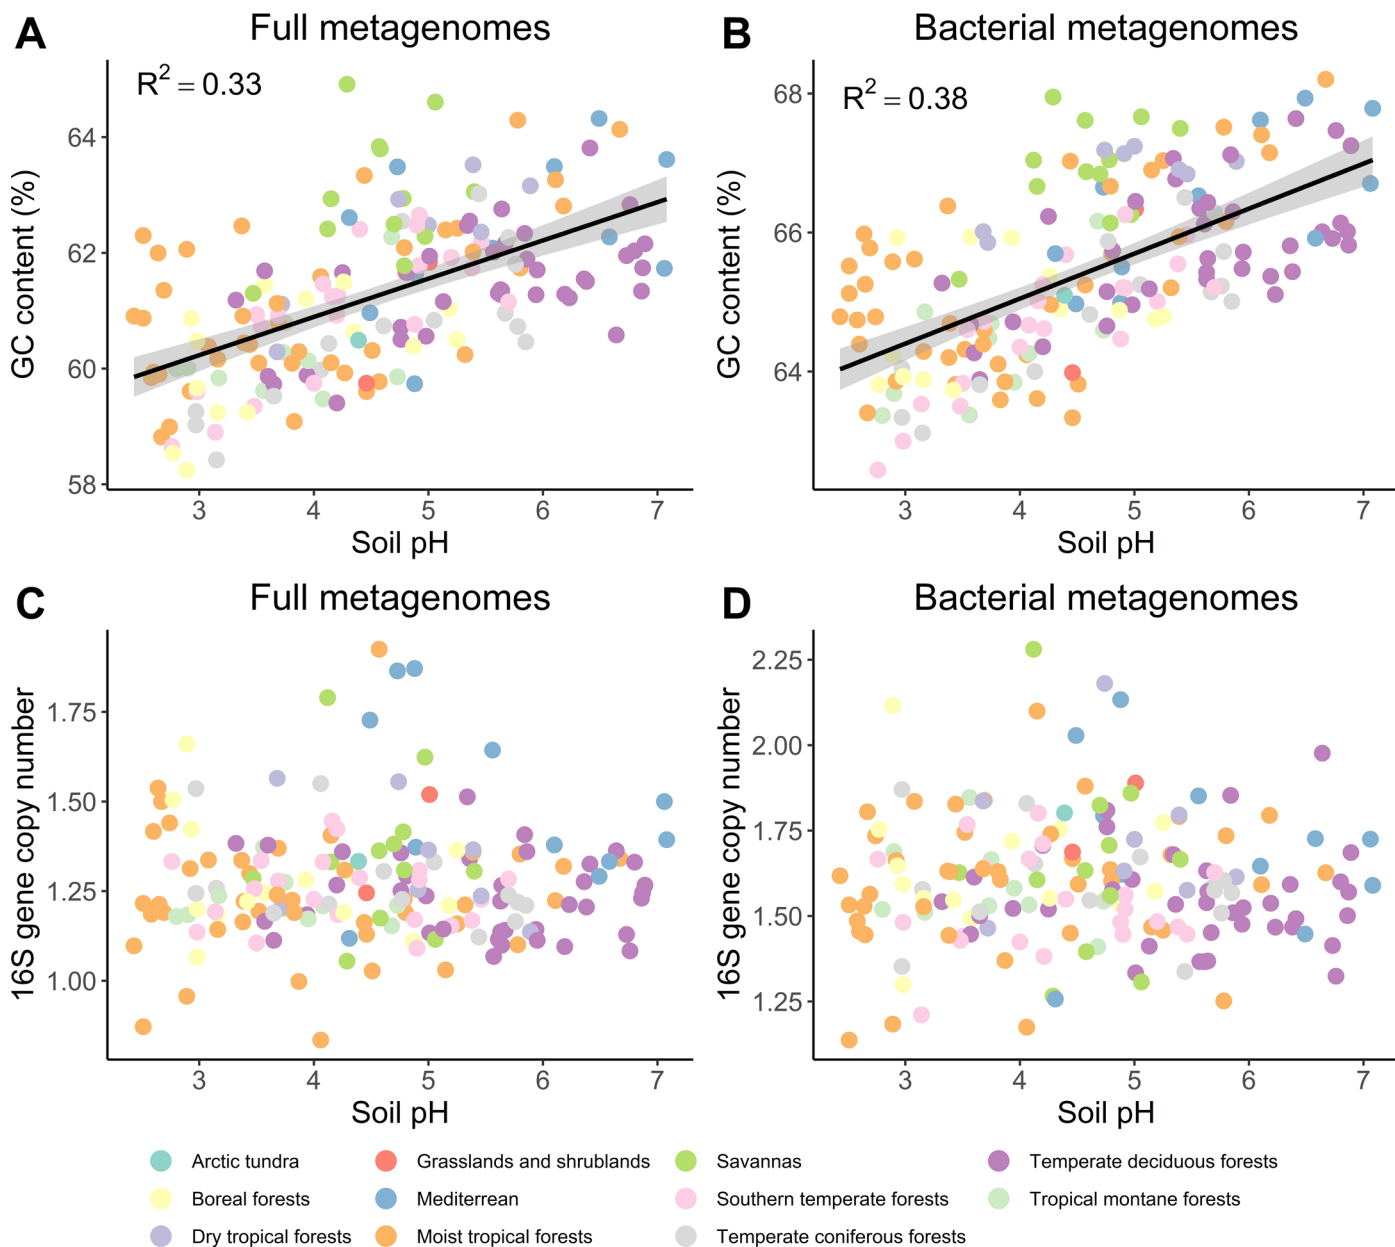 A Full metagenomes
R² = 0.33
64
62
60
58
GC content (%)
3 4 5 6 7
Soil pH
B Bacterial metagenomes
R² = 0.38
68
66
64
GC content (%)
3 4 5 6 7
Soil pH
C Full metagenomes
1.75
1.50
1.25
1.00
16S gene copy number
3 4 5 6 7
Soil pH
D Bacterial metagenomes
2.25
2.00
1.75
1.50
1.25
16S gene copy number
3 4 5 6 7
Soil pH
Arctic tundra Grasslands and shrublands Savannas Temperate deciduous forests
Boreal forests Mediterrean Southern temperate forests Tropical montane forests
Dry tropical forests Moist tropical forests Temperate coniferous forests